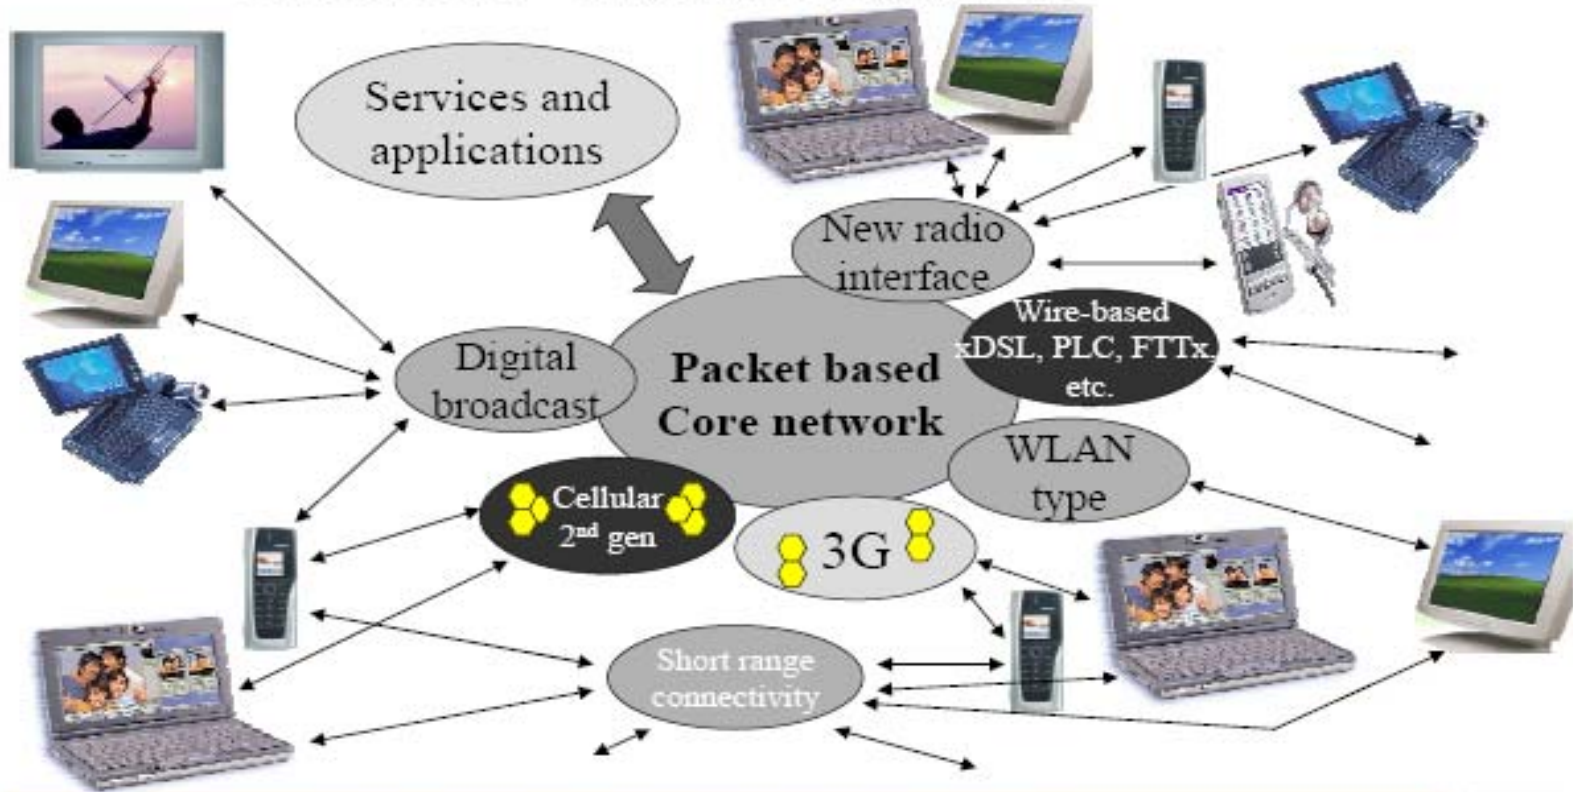 Services and
applications
New radio
interface
Wire-based
xDSL, PLC, FTTx,
etc.
Digital
broadcast
Packet based
Core network
WLAN
type
Cellular
2nd gen
3G
Short range
connectivity